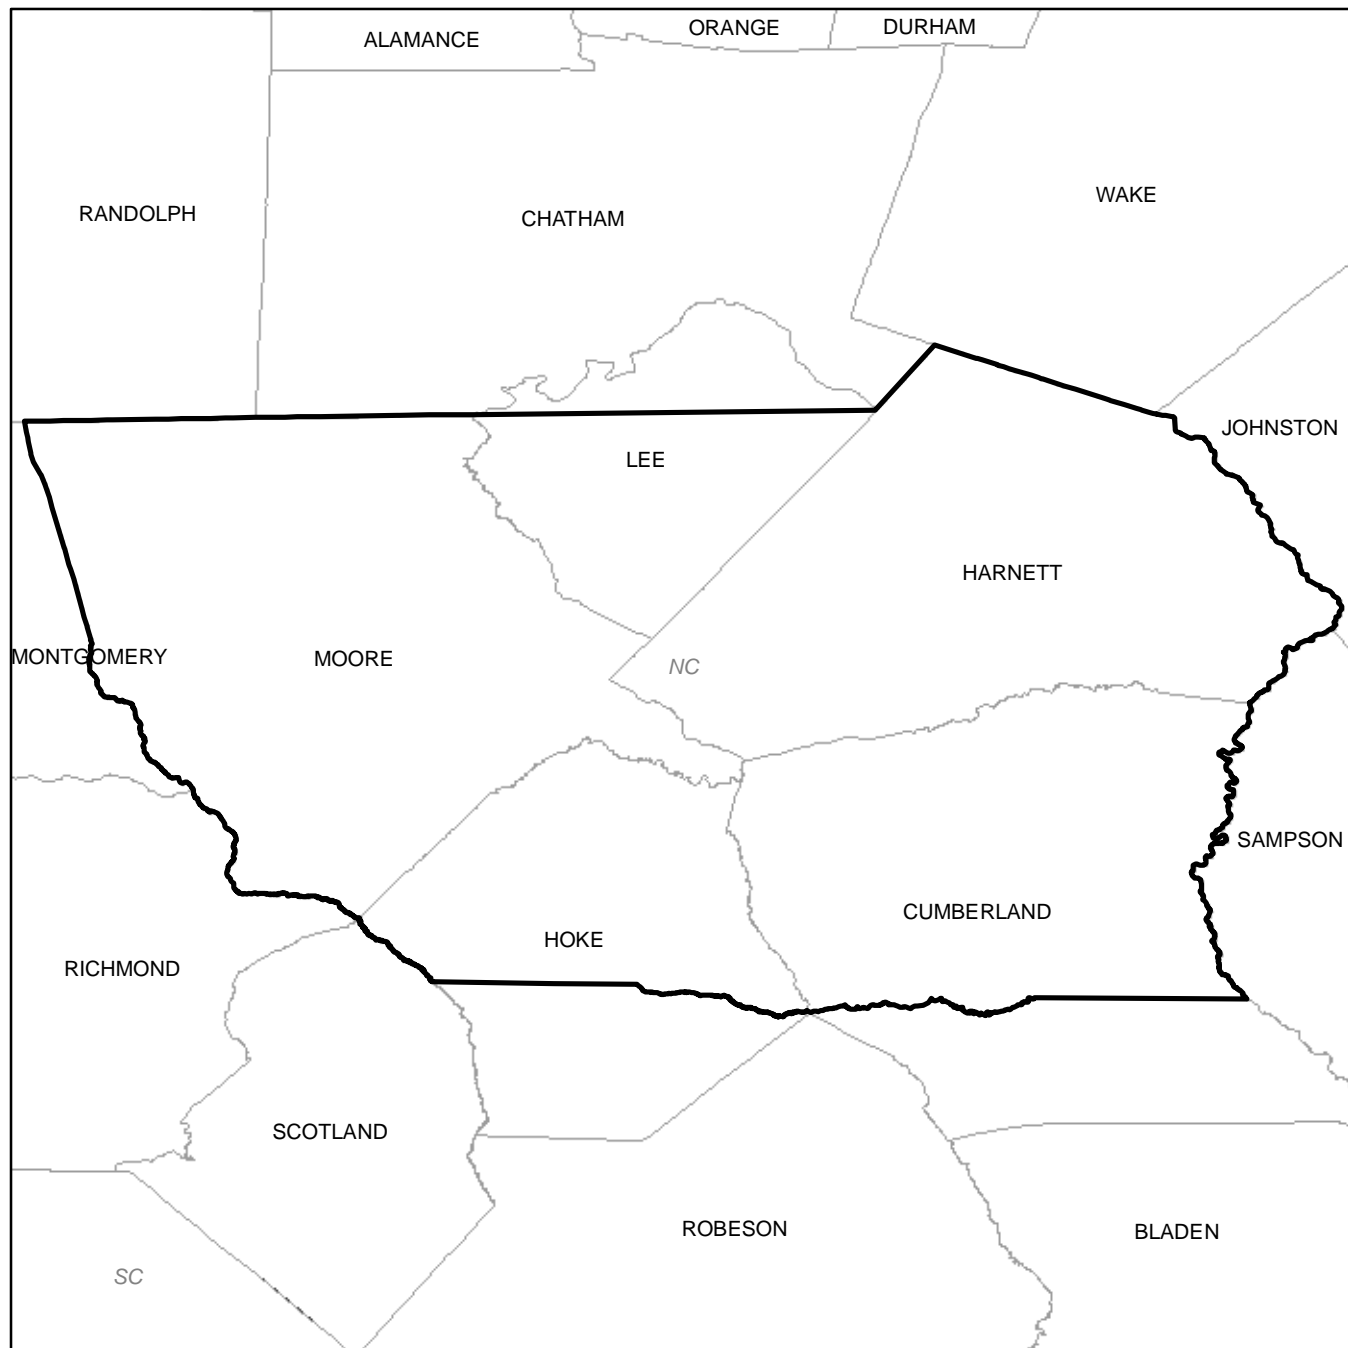 ORANGE
DURHAM
ALAMANCE
WAKE
RANDOLPH
CHATHAM
JOHNSTON
LEE
HARNETT
MONTGOMERY
MOORE
NC
SAMPSON
CUMBERLAND
HOKE
RICHMOND
SCOTLAND
ROBESON
BLADEN
SC